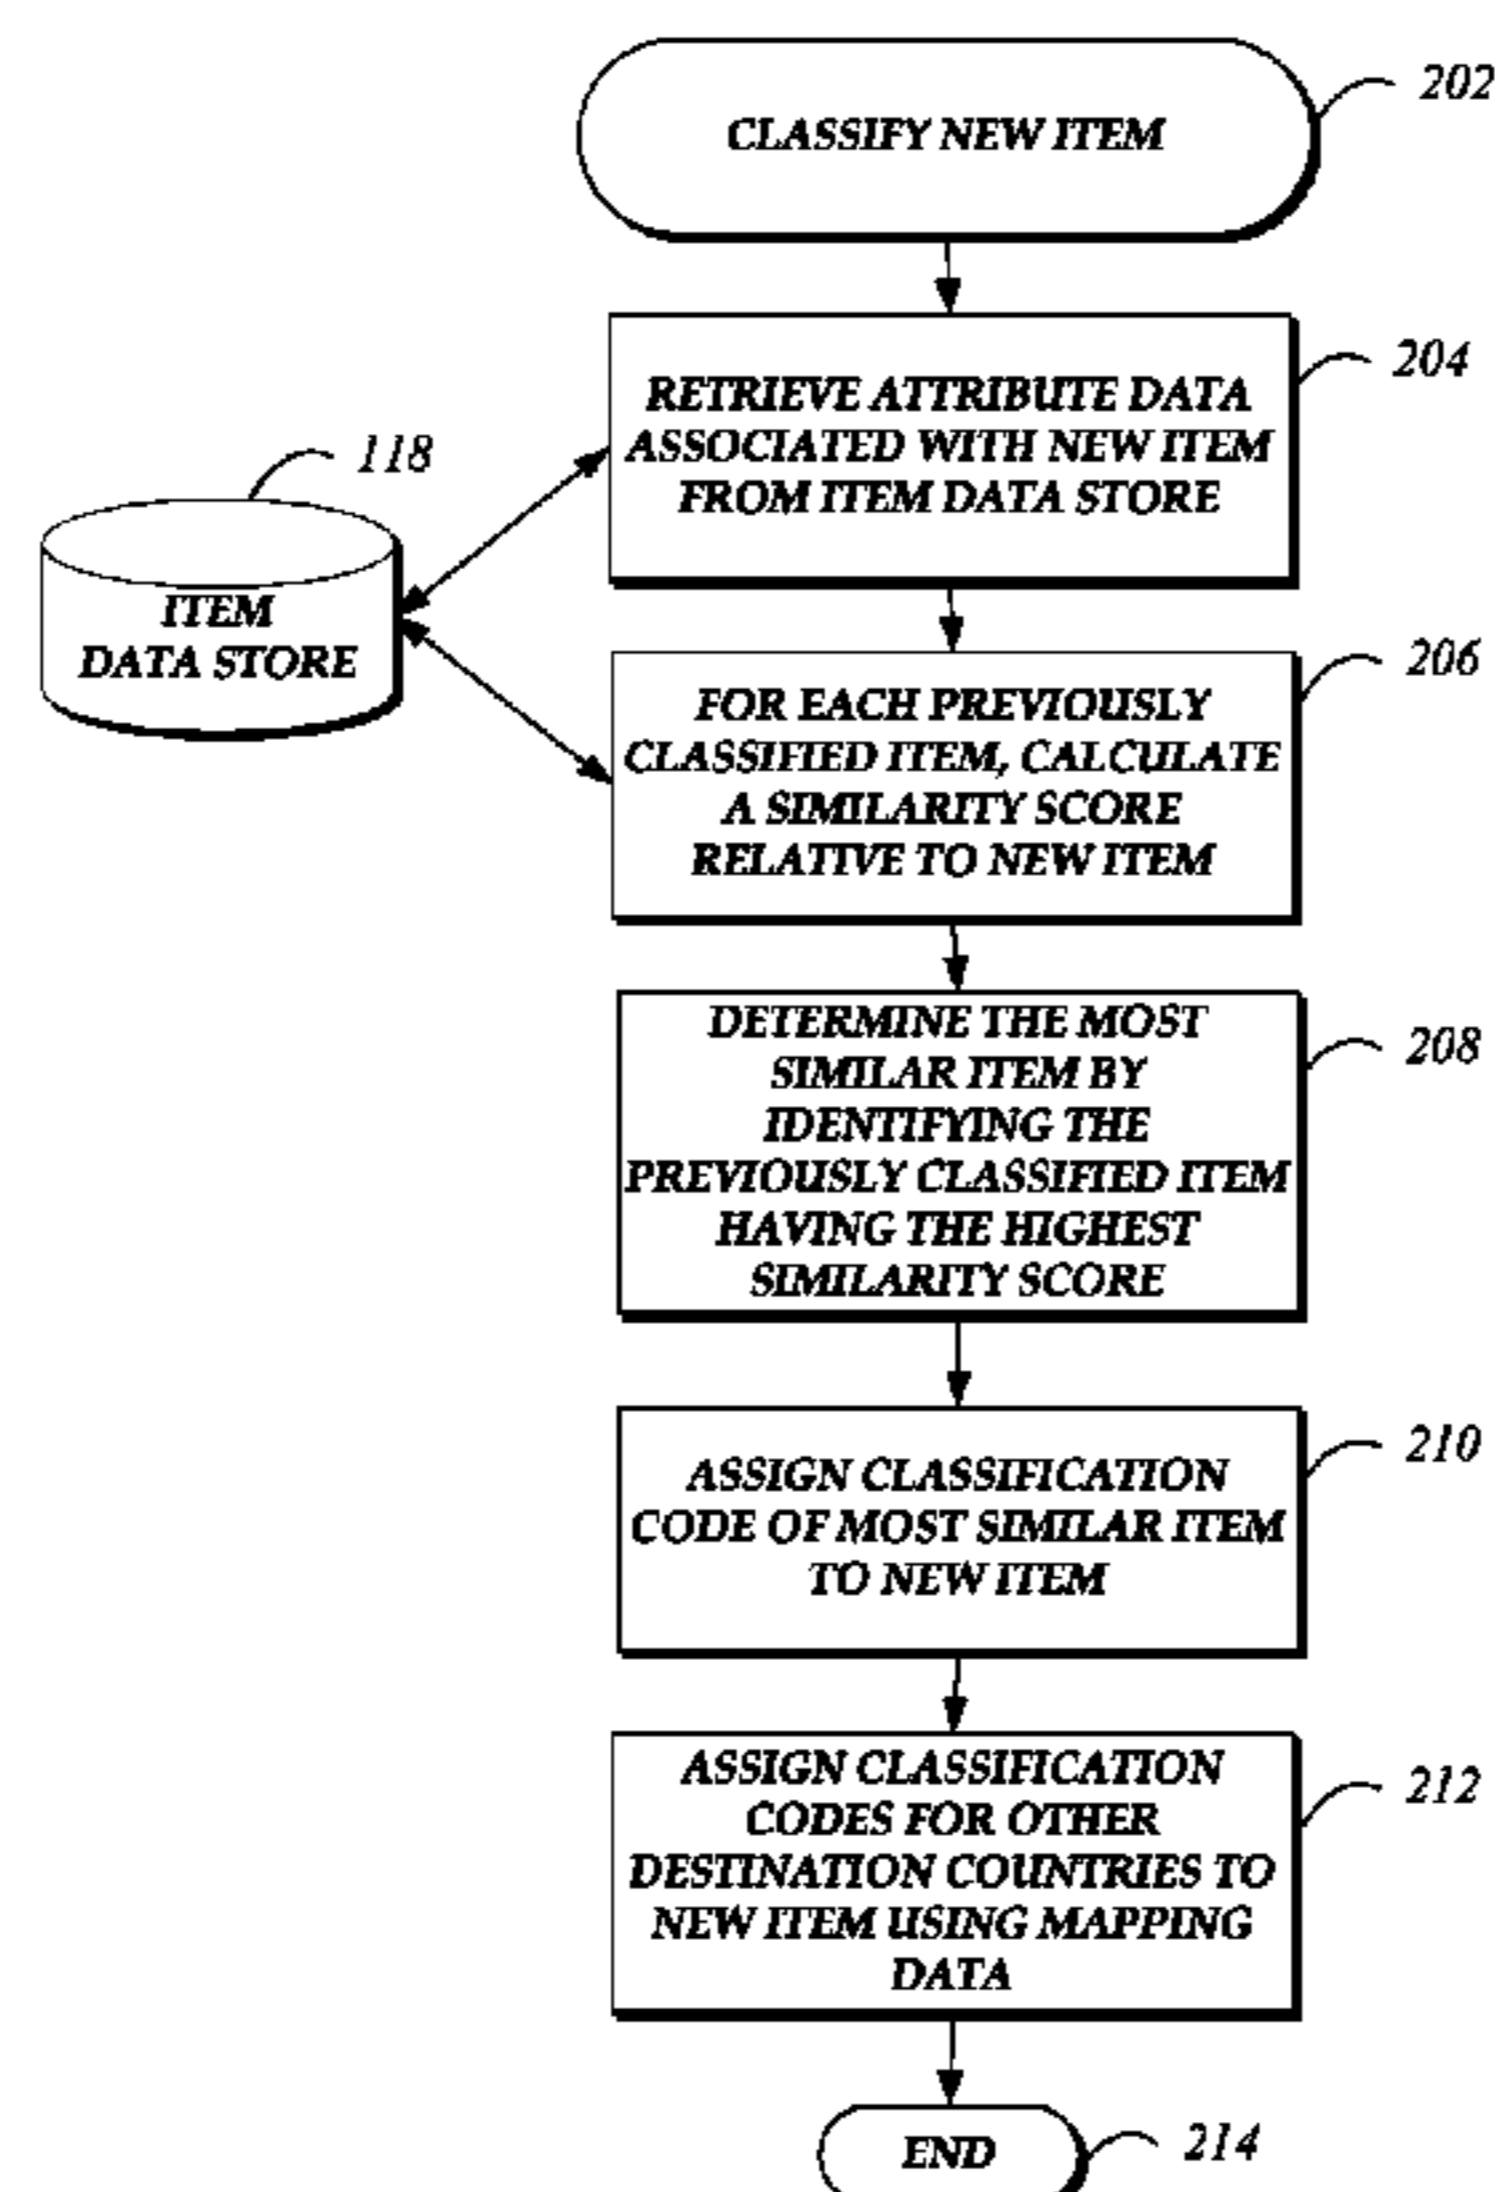 202
CLASSIFY NEW ITEM
204
RETRIEVE ATTRIBUTE DATA
ASSOCIATED WITH NEW ITEM
FROM ITEM DATA STORE
118
ITEM
DATA STORE
206
FOR EACH PREVIOUSLY
CLASSIFIED ITEM, CALCULATE
A SIMILARITY SCORE
RELATIVE TO NEW ITEM
208
DETERMINE THE MOST
SIMILAR ITEM BY
IDENTIFYING THE
PREVIOUSLY CLASSIFIED ITEM
HAVING THE HIGHEST
SIMILARITY SCORE
210
ASSIGN CLASSIFICATION
CODE OF MOST SIMILAR ITEM
TO NEW ITEM
212
ASSIGN CLASSIFICATION
CODES FOR OTHER
DESTINATION COUNTRIES TO
NEW ITEM USING MAPPING
DATA
END
214